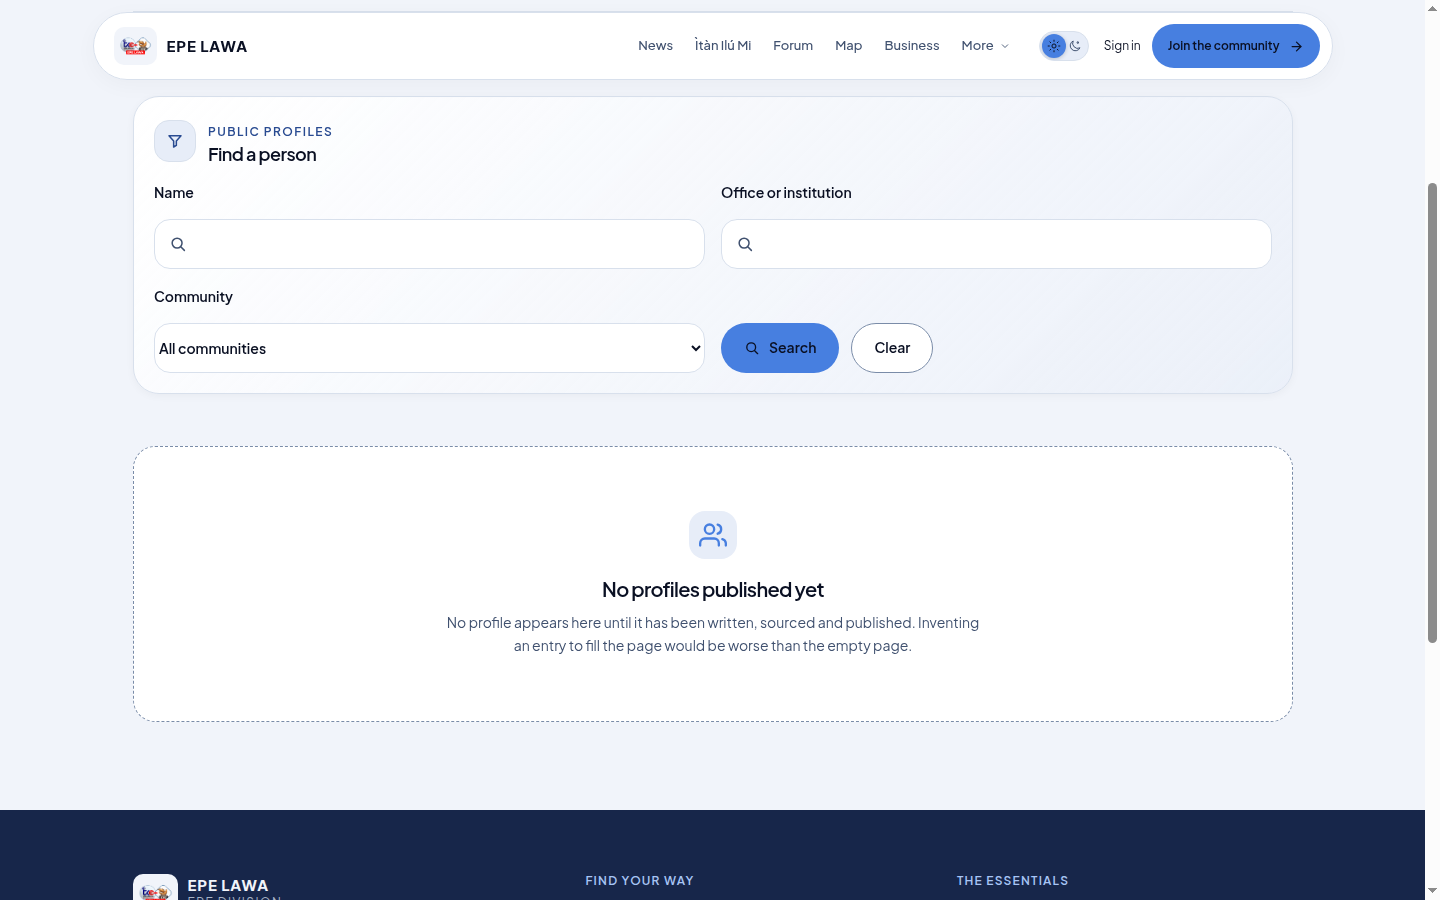 EPE LAWA
News
Ìtàn Ilú Mi
Forum
Map
Business
More
Sign in
Join the community
PUBLIC PROFILES
Find a person
Name
Office or institution
Community
All communities
Search
Clear
No profiles published yet
No profile appears here until it has been written, sourced and published. Inventing
an entry to fill the page would be worse than the empty page.
EPE LAWA
EPE DIVISION
FIND YOUR WAY
THE ESSENTIALS